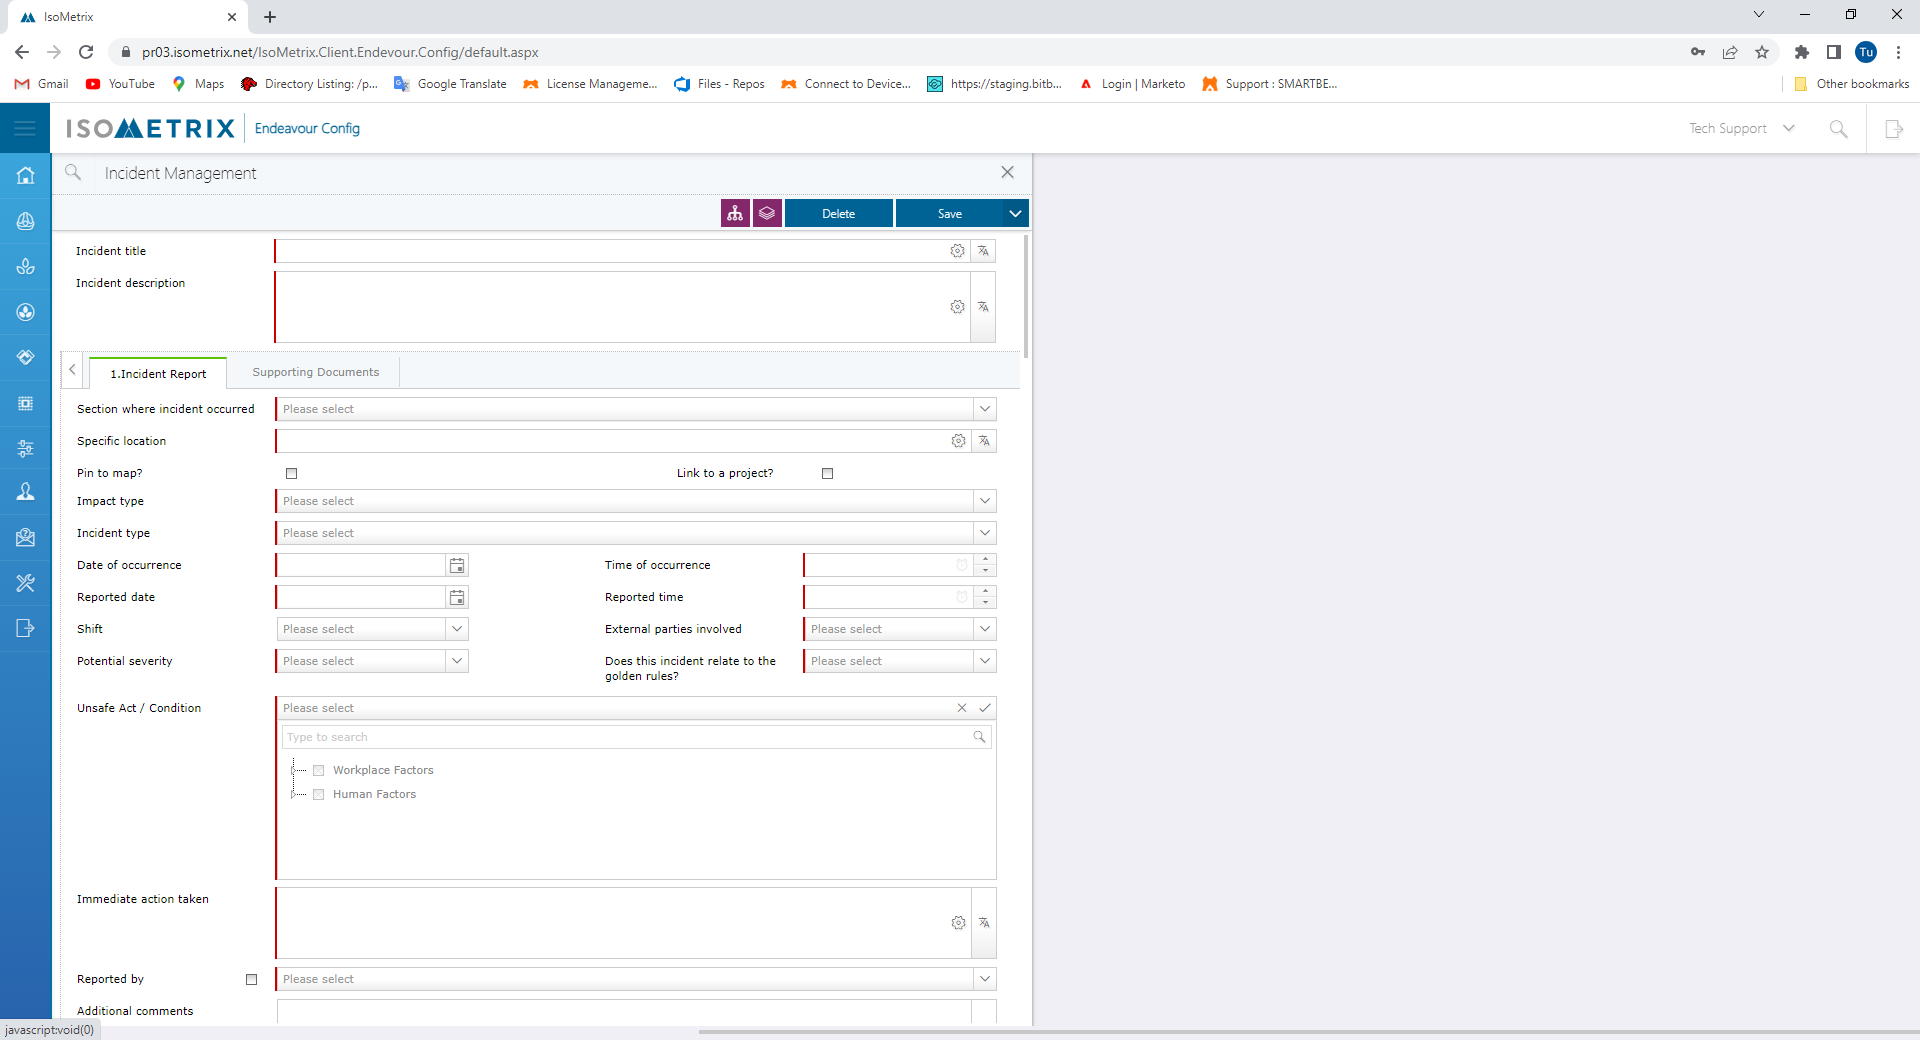 IsoMetrix
pr03.isometrix.net/IsoMetrix.Client.Endevour.Config/default.aspx
Tu
Gmail YouTube Maps Directory Listing: /p... Google Translate License Manageme... Files - Repos Connect to Device... https://staging.bitb... Login | Marketo Support : SMARTBE... Other bookmarks
ISOMETRIX Endeavour Config Tech Support
Incident Management
Delete Save
Incident title
Incident description
1.Incident Report Supporting Documents
Section where incident occurred Please select
Specific location
Pin to map? Link to a project?
Impact type Please select
Incident type Please select
Date of occurrence Time of occurrence
Reported date Reported time
Shift Please select External parties involved Please select
Potential severity Please select Does this incident relate to the Please select
golden rules?
Unsafe Act / Condition Please select
Type to search
Workplace Factors
Human Factors
Immediate action taken
Reported by Please select
Additional comments
javascript:void(0)